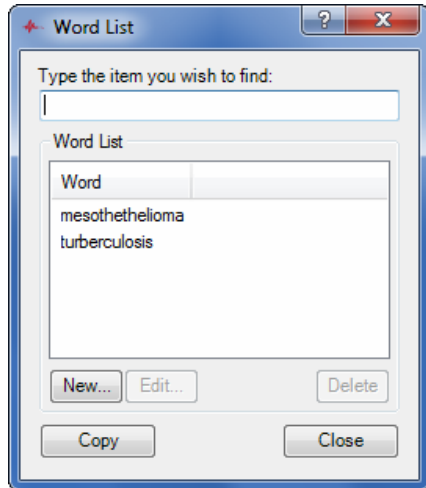 Word List
Type the item you wish to find:
Word List
Word
mesothethelioma
turberculosis
New... Edit... Delete
Copy Close